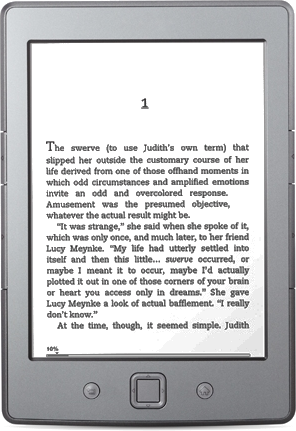 1
The swerve (to use Judith's own term) that
slipped her outside the customary course of her
life derived from one of those offhand moments in
which odd circumstances and amplified emotions
invite an odd and overcolored response.
Amusement was the presumed objective,
whatever the actual result might be.
"It was strange," she said when she spoke of it,
which was only once, and much later, to her friend
Lucy Meynke. "My life had utterly settled into
itself and then this little... swerve occurred, or
maybe I meant it to occur, maybe I'd actually
plotted it out in one of those corners of your brain
or heart you access only in dreams." She gave
Lucy Meynke a look of actual bafflement. "I really
don't know."
At the time, though, it seemed simple. Judith
10%